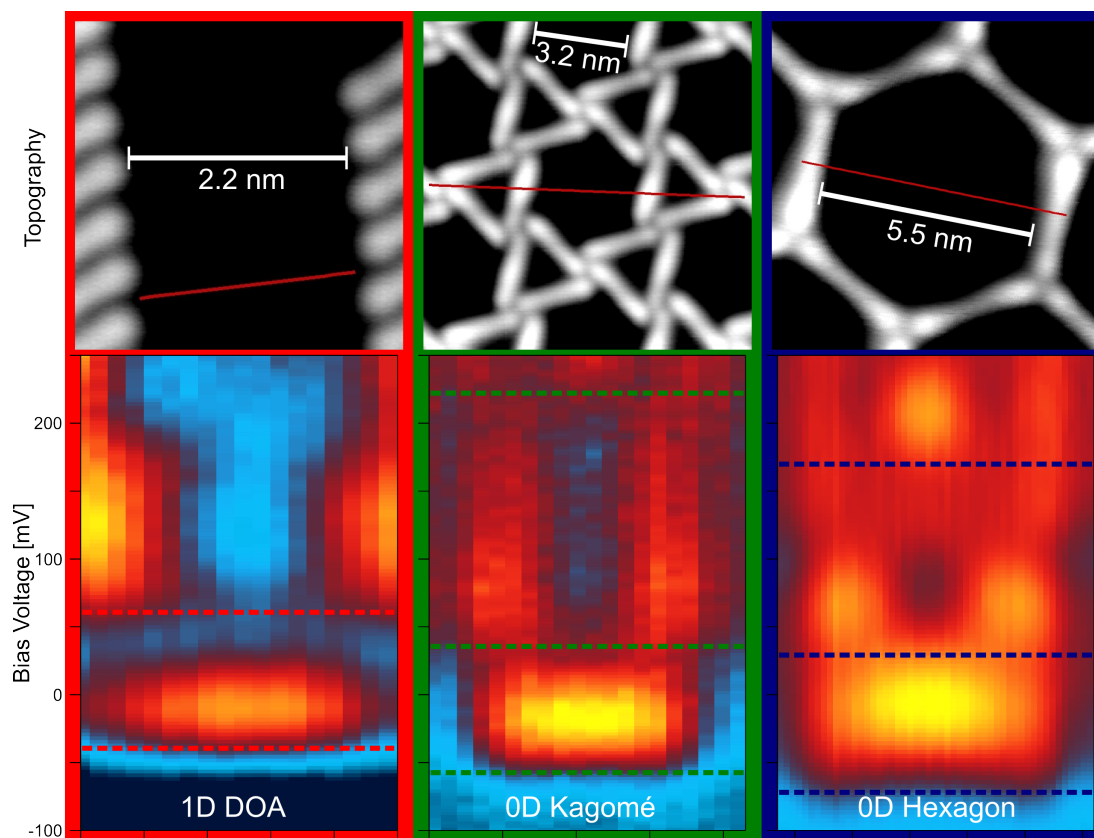 Topography
2.2 nm
3.2 nm
5.5 nm
Bias Voltage [mV]
200
100
0
-100
1D DOA
0D Kagomé
0D Hexagon